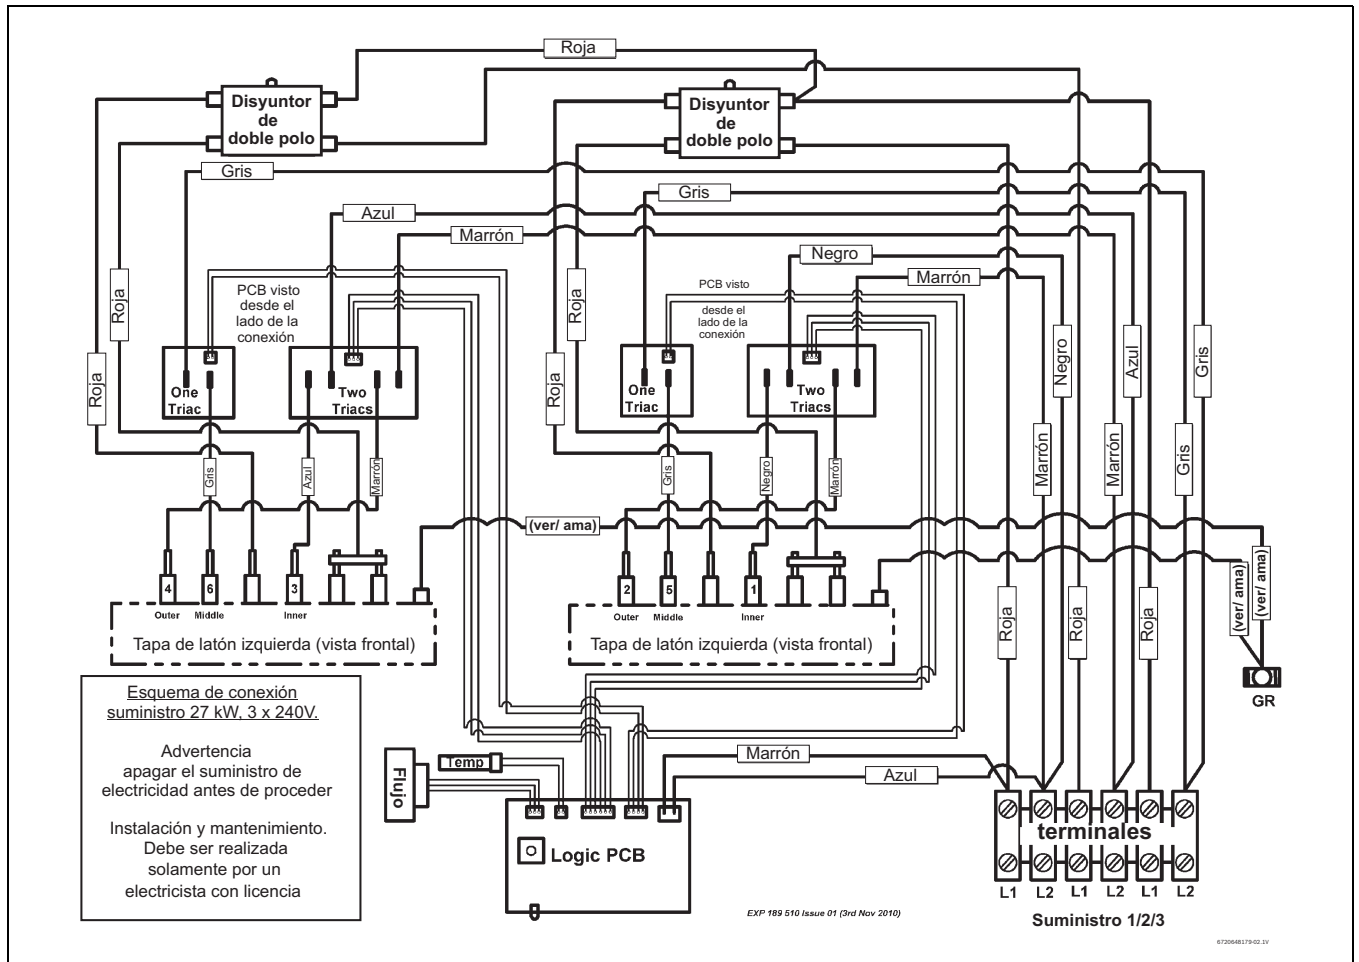 Roja
Disyuntor
de
doble polo
Disyuntor
de
doble polo
Gris
Gris
Azul
Marrón
Negro
Marrón
PCB visto
desde el
lado de la
conexión
PCB visto
desde el
lado de la
conexión
Roja
Roja
Roja
Roja
Negro
Azul
Gris
Marrón
Marrón
Gris
One
Triac
Two
Triacs
One
Triac
Two
Triacs
Gris
Azul
Marrón
Gris
Negro
Marrón
(ver/ ama)
(ver/ ama)
(ver/ ama)
4
6
3
2
5
1
Outer
Middle
Inner
Outer
Middle
Inner
Tapa de latón izquierda (vista frontal)
Tapa de latón izquierda (vista frontal)
Roja
Roja
Roja
GR
Esquema de conexión
suministro 27 kW, 3 x 240V.
Advertencia
apagar el suministro de
electricidad antes de proceder
Instalación y mantenimiento.
Debe ser realizada
solamente por un
electricista con licencia
Flujo
Temp
Marrón
Azul
Logic PCB
terminales
L1
L2
L1
L2
L1
L2
Suministro 1/2/3
EXP 189 510 Issue 01 (3rd Nov 2010)
6720648179-02.1V